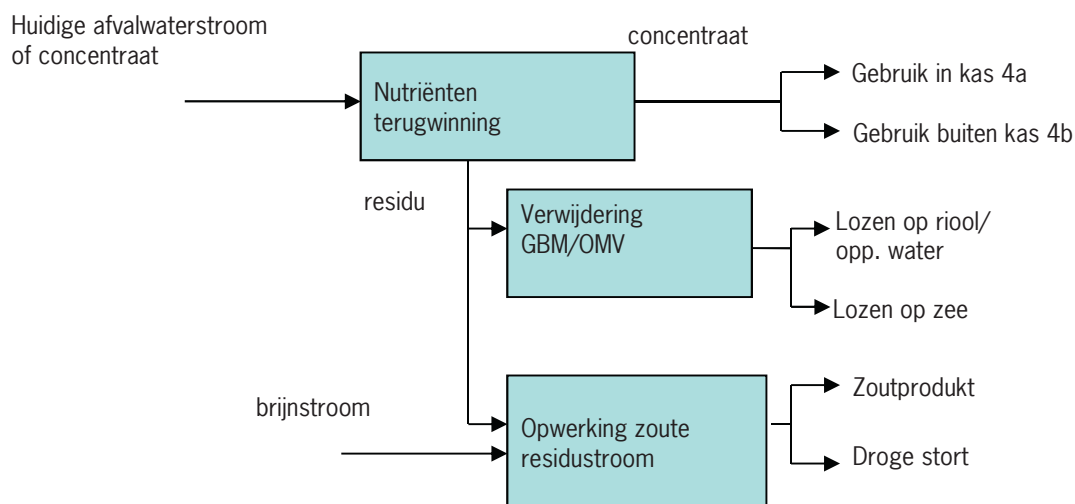 Huidige afvalwaterstroom
of concentraat
concentraat
Nutriënten
terugwinning
Gebruik in kas 4a
Gebruik buiten kas 4b
residu
Verwijdering
GBM/OMV
Lozen op riool/
opp. water
Lozen op zee
brijnstroom
Opwerking zoute
residustroom
Zoutprodukt
Droge stort